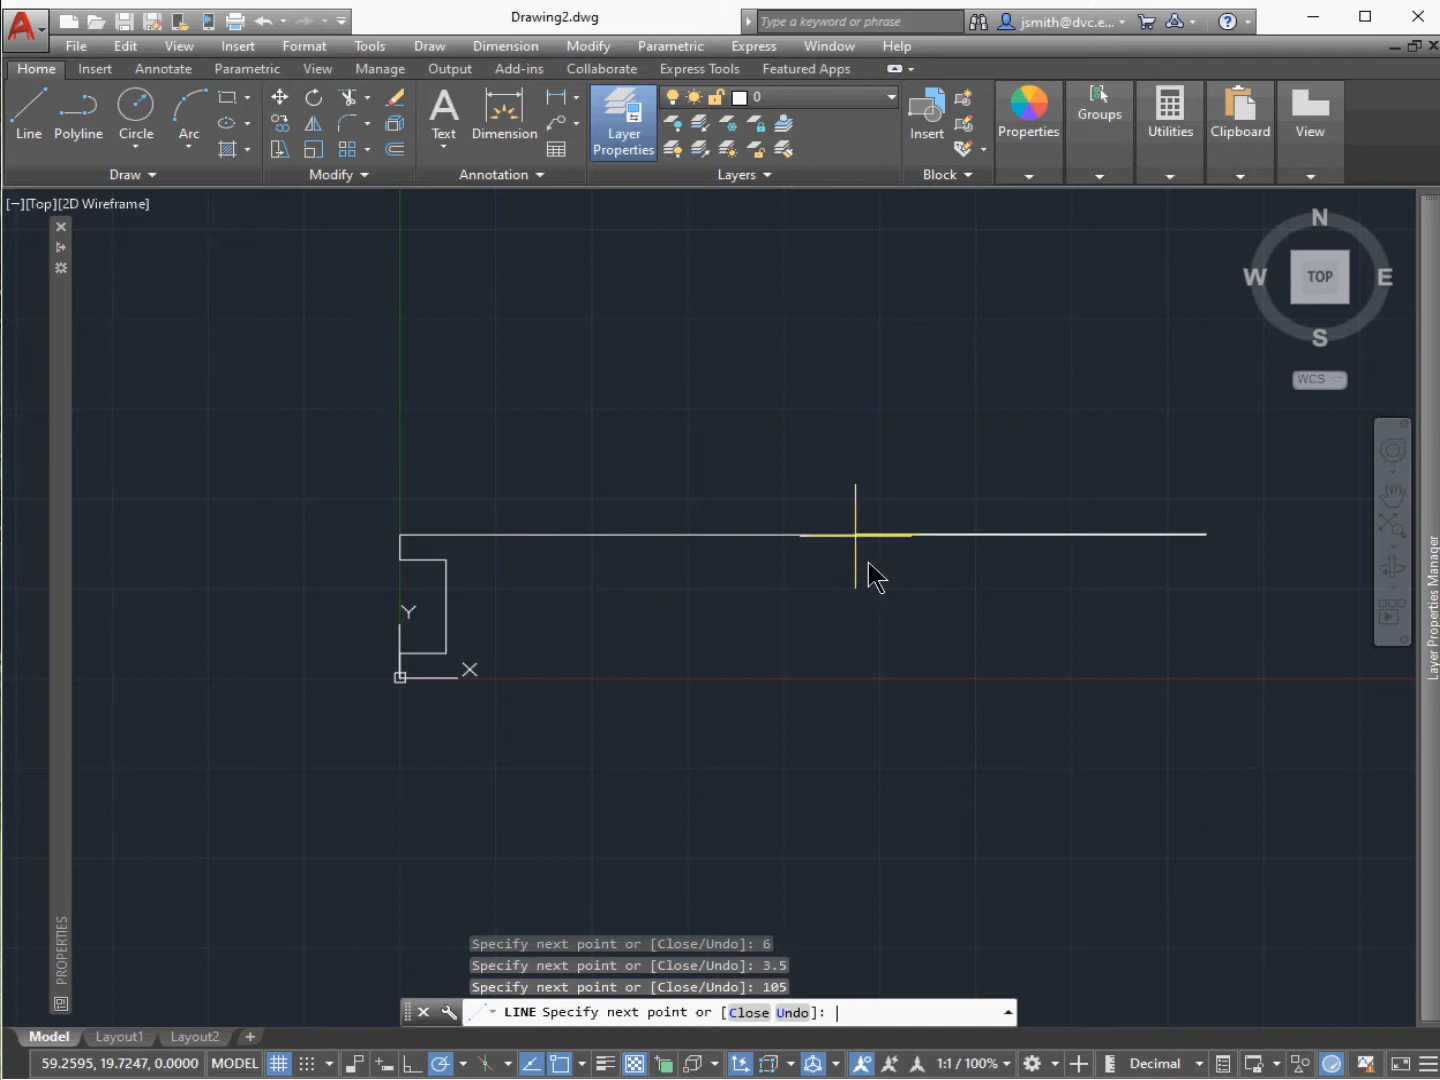 Drawing2.dwg
Type a keyword or phrase
jsmith@dvc.e...
File Edit View Insert Format Tools Draw Dimension Modify Parametric Express Window Help
Home Insert Annotate Parametric View Manage Output Add-ins Collaborate Express Tools Featured Apps
0
Line Polyline Circle Arc Text Dimension Layer Properties Insert Properties Groups Utilities Clipboard View
Draw Modify Annotation Layers Block
[−][Top][2D Wireframe]
N
W TOP E
S
WCS
Y
X
Layer Properties Manager
PROPERTIES
Specify next point or [Close/Undo]: 6
Specify next point or [Close/Undo]: 3.5
Specify next point or [Close/Undo]: 105
LINE Specify next point or [Close Undo]:
Model Layout1 Layout2 +
59.2595, 19.7247, 0.0000 MODEL 1:1 / 100% Decimal